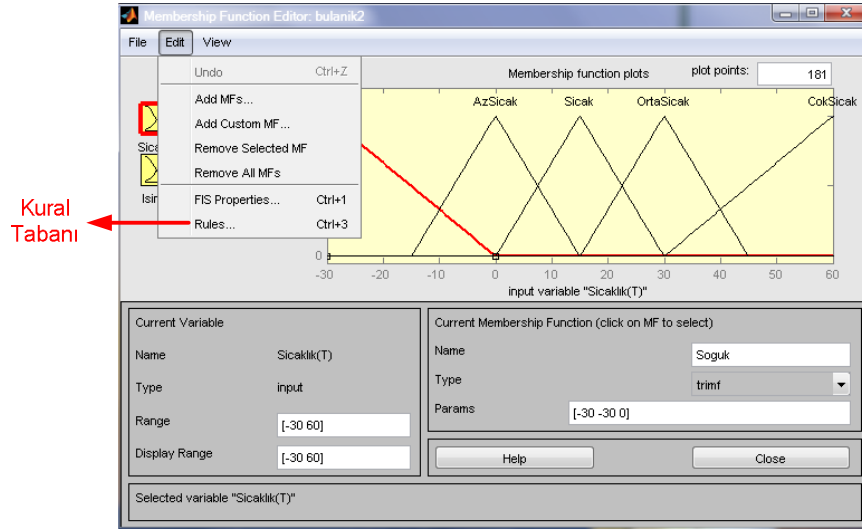 Membership Function Editor: bulanik2
File Edit View
Undo Ctrl+Z
Add MFs...
Add Custom MF...
Remove Selected MF
Remove All MFs
FIS Properties... Ctrl+1
Rules... Ctrl+3
Kural
Tabanı
Membership function plots plot points: 181
AzSicak Sicak OrtaSicak CokSicak
0
-30 -20 -10 0 10 20 30 40 50 60
input variable "Sicaklık(T)"
Current Variable
Name Sicaklık(T)
Type input
Range [-30 60]
Display Range [-30 60]
Current Membership Function (click on MF to select)
Name Soguk
Type trimf
Params [-30 -30 0]
Help Close
Selected variable "Sicaklık(T)"